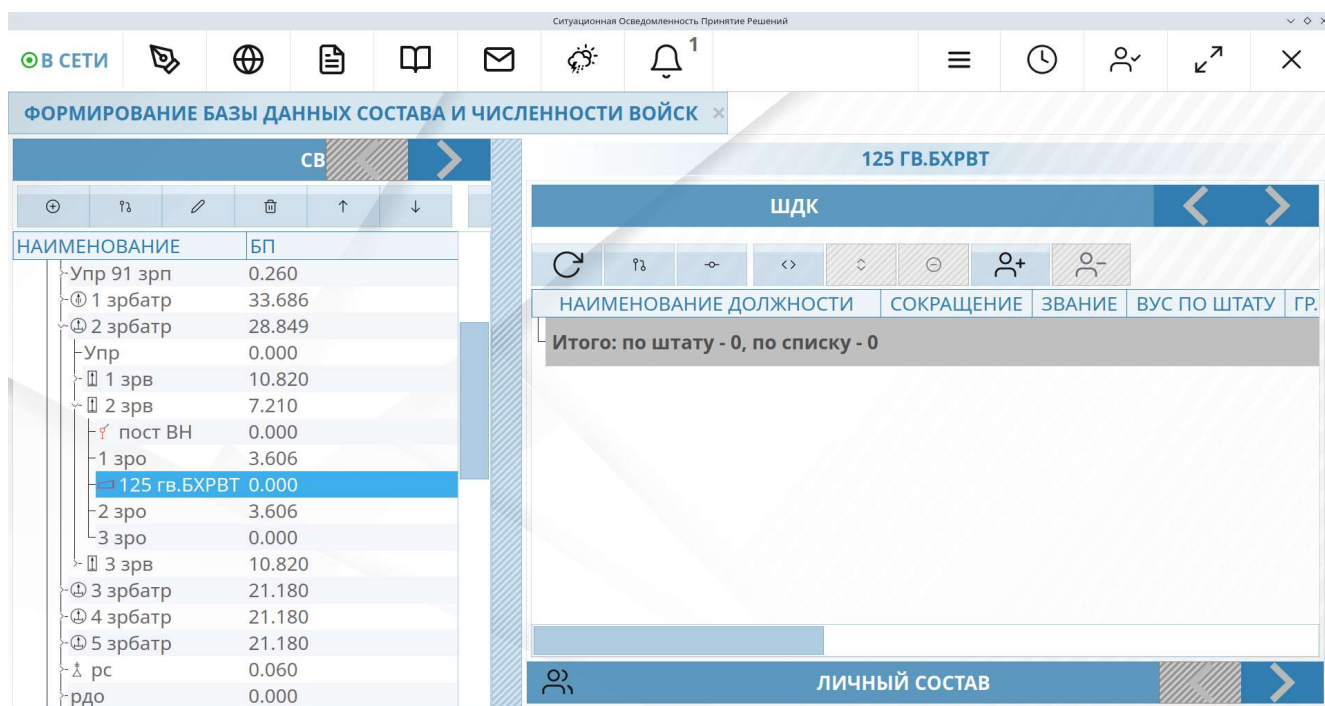 Ситуационная Осведомленность Принятие Решений
В СЕТИ
1
ФОРМИРОВАНИЕ БАЗЫ ДАННЫХ СОСТАВА И ЧИСЛЕННОСТИ ВОЙСК ×
СВ
НАИМЕНОВАНИЕ БП
Упр 91 зрп 0.260
1 зрбатр 33.686
2 зрбатр 28.849
Упр 0.000
1 зрв 10.820
2 зрв 7.210
пост ВН 0.000
1 зро 3.606
125 гв.БХРВТ 0.000
2 зро 3.606
3 зро 0.000
3 зрв 10.820
3 зрбатр 21.180
4 зрбатр 21.180
5 зрбатр 21.180
рс 0.060
рдо 0.000
125 ГВ.БХРВТ
ШДК
НАИМЕНОВАНИЕ ДОЛЖНОСТИ СОКРАЩЕНИЕ ЗВАНИЕ ВУС ПО ШТАТУ ГР.
Итого: по штату - 0, по списку - 0
ЛИЧНЫЙ СОСТАВ